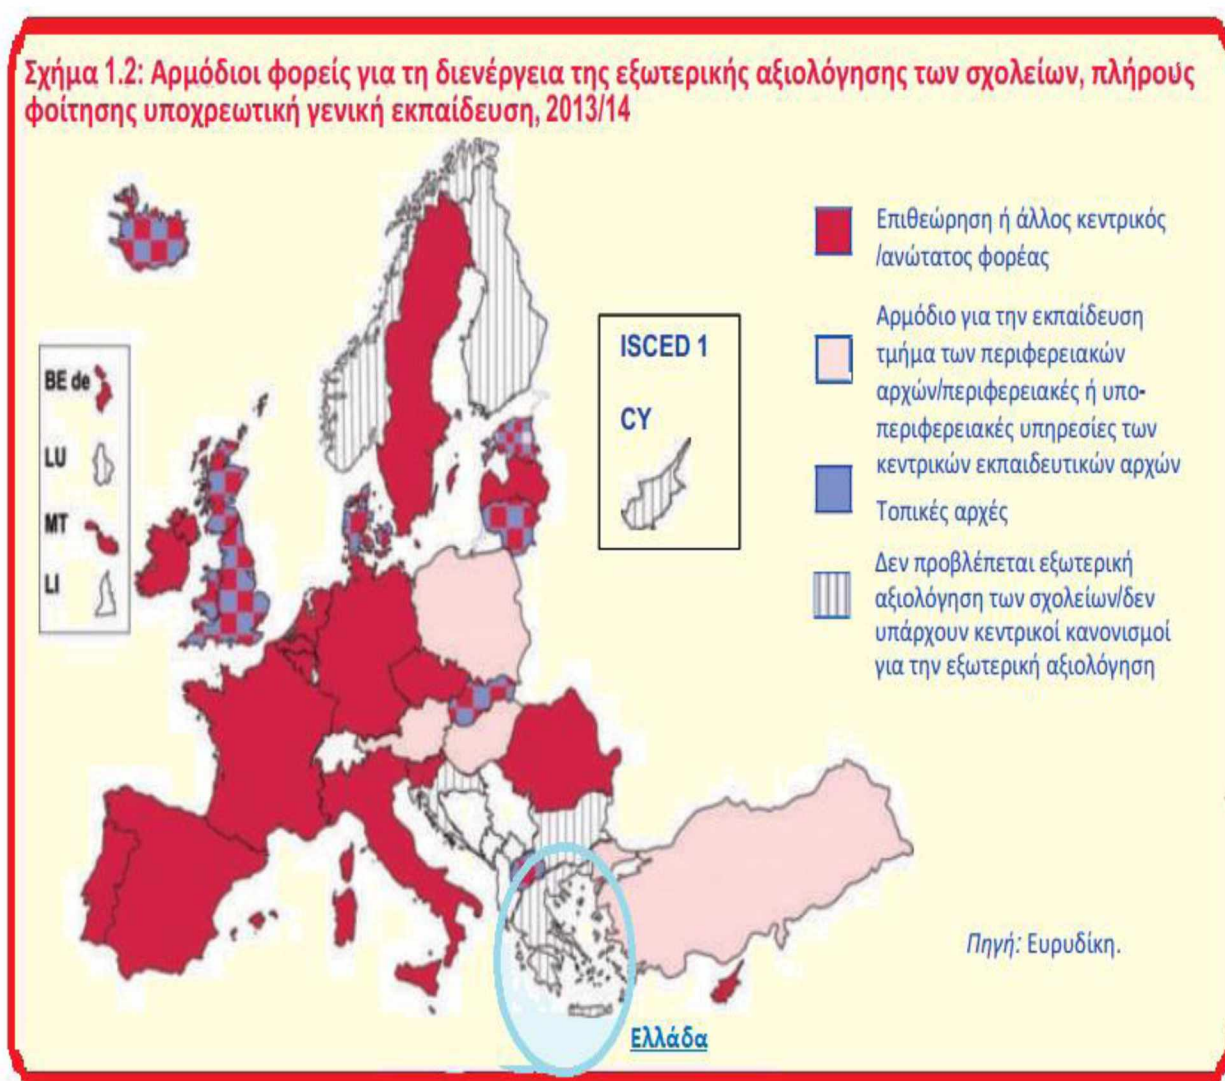 Σχήμα 1.2: Αρμόδιοι φορείς για τη διενέργεια της εξωτερικής αξιολόγησης των σχολείων, πλήρους
φοίτησης υποχρεωτική γενική εκπαίδευση, 2013/14
Επιθεώρηση ή άλλος κεντρικός
/ανώτατος φορέας
Αρμόδιο για την εκπαίδευση
τμήμα των περιφερειακών
αρχών/περιφερειακές ή υπο-
περιφερειακές υπηρεσίες των
κεντρικών εκπαιδευτικών αρχών
Τοπικές αρχές
Δεν προβλέπεται εξωτερική
αξιολόγηση των σχολείων/δεν
υπάρχουν κεντρικοί κανονισμοί
για την εξωτερική αξιολόγηση
ISCED 1
CY
BE de
LU
MT
LI
Πηγή: Ευρυδίκη.
Ελλάδα